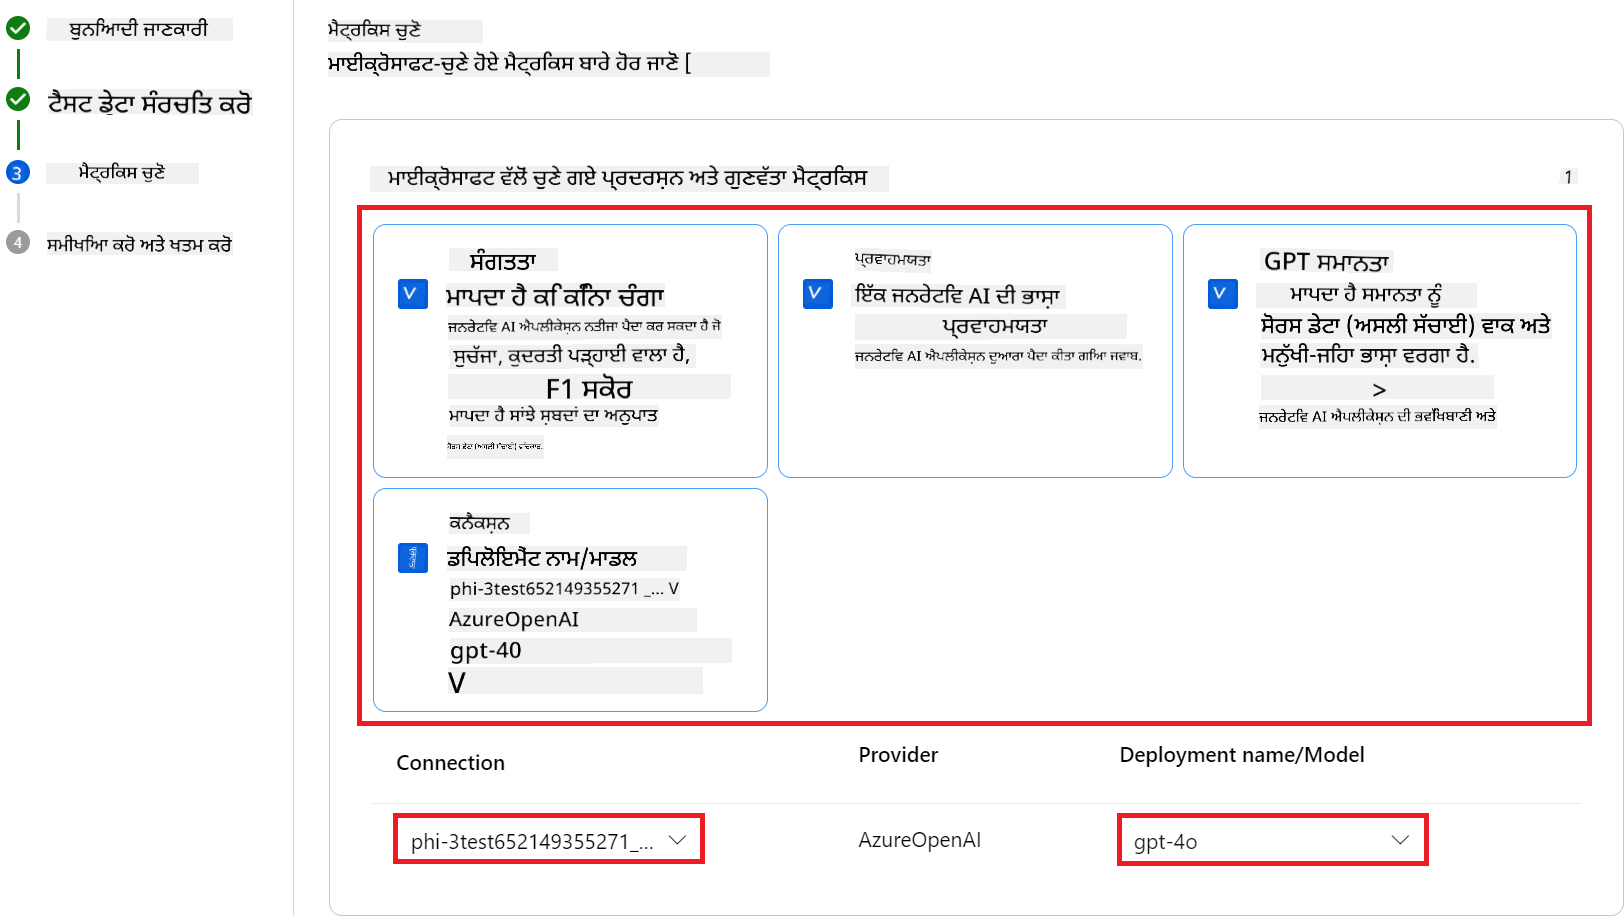 ਬੁਨਿਆਦੀ ਜਾਣਕਾਰੀ
ਟੈਸਟ ਡੇਟਾ ਸੰਰਚਿਤ ਕਰੋ
3
ਮੈਟ੍ਰਿਕਸ ਚੁਣੋ
4
ਸਮੀਖਿਆ ਕਰੋ ਅਤੇ ਖਤਮ ਕਰੋ
ਮੈਟ੍ਰਿਕਸ ਚੁਣੋ
ਮਾਈਕ੍ਰੋਸਾਫਟ-ਚੁਣੇ ਹੋਏ ਮੈਟ੍ਰਿਕਸ ਬਾਰੇ ਹੋਰ ਜਾਣੋ [
ਮਾਈਕ੍ਰੋਸਾਫਟ ਵੱਲੋਂ ਚੁਣੇ ਗਏ ਪ੍ਰਦਰਸ਼ਨ ਅਤੇ ਗੁਣਵੱਤਾ ਮੈਟ੍ਰਿਕਸ
1
ਸੰਗਤਤਾ
ਮਾਪਦਾ ਹੈ ਕਿ ਕਿੰਨਾ ਚੰਗਾ
ਜਨਰੇਟਿਵ AI ਐਪਲੀਕੇਸ਼ਨ ਨਤੀਜਾ ਪੈਦਾ ਕਰ ਸਕਦਾ ਹੈ ਜੋ
ਸੁਚੱਜਾ, ਕੁਦਰਤੀ ਪੜ੍ਹਾਈ ਵਾਲਾ ਹੈ,
F1 ਸਕੋਰ
ਮਾਪਦਾ ਹੈ ਸਾਂਝੇ ਸ਼ਬਦਾਂ ਦਾ ਅਨੁਪਾਤ
ਪ੍ਰਵਾਹਮਯਤਾ
ਇੱਕ ਜਨਰੇਟਿਵ AI ਦੀ ਭਾਸ਼ਾ
ਪ੍ਰਵਾਹਮਯਤਾ
ਜਨਰੇਟਿਵ AI ਐਪਲੀਕੇਸ਼ਨ ਦੁਆਰਾ ਪੈਦਾ ਕੀਤਾ ਗਿਆ ਜਵਾਬ.
GPT ਸਮਾਨਤਾ
ਮਾਪਦਾ ਹੈ ਸਮਾਨਤਾ ਨੂੰ
ਸੋਰਸ ਡੇਟਾ (ਅਸਲੀ ਸੱਚਾਈ) ਵਾਕ ਅਤੇ
ਮਨੁੱਖੀ-ਜਿਹਾ ਭਾਸ਼ਾ ਵਰਗਾ ਹੈ.
>
ਜਨਰੇਟਿਵ AI ਐਪਲੀਕੇਸ਼ਨ ਦੀ ਭਵਿੱਖਬਾਣੀ ਅਤੇ
ਕਨੈਕਸ਼ਨ
ਡਿਪਲੋਇਮੈਂਟ ਨਾਮ/ਮਾਡਲ
phi-3test652149355271 _... V
AzureOpenAI
gpt-40
V
Connection
Provider
Deployment name/Model
phi-3test652149355271_...
AzureOpenAI
gpt-4o